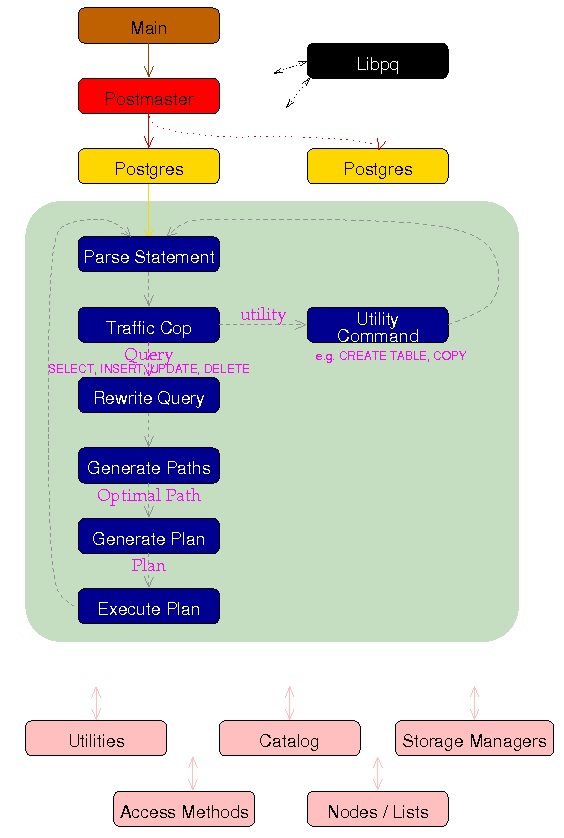 Main
Libpq
Postmaster
Postgres
Postgres
Parse Statement
utility
Traffic Cop
Utility
Command
Query
SELECT, INSERT, UPDATE, DELETE
e.g. CREATE TABLE, COPY
Rewrite Query
Generate Paths
Optimal Path
Generate Plan
Plan
Execute Plan
Utilities
Catalog
Storage Managers
Access Methods
Nodes / Lists